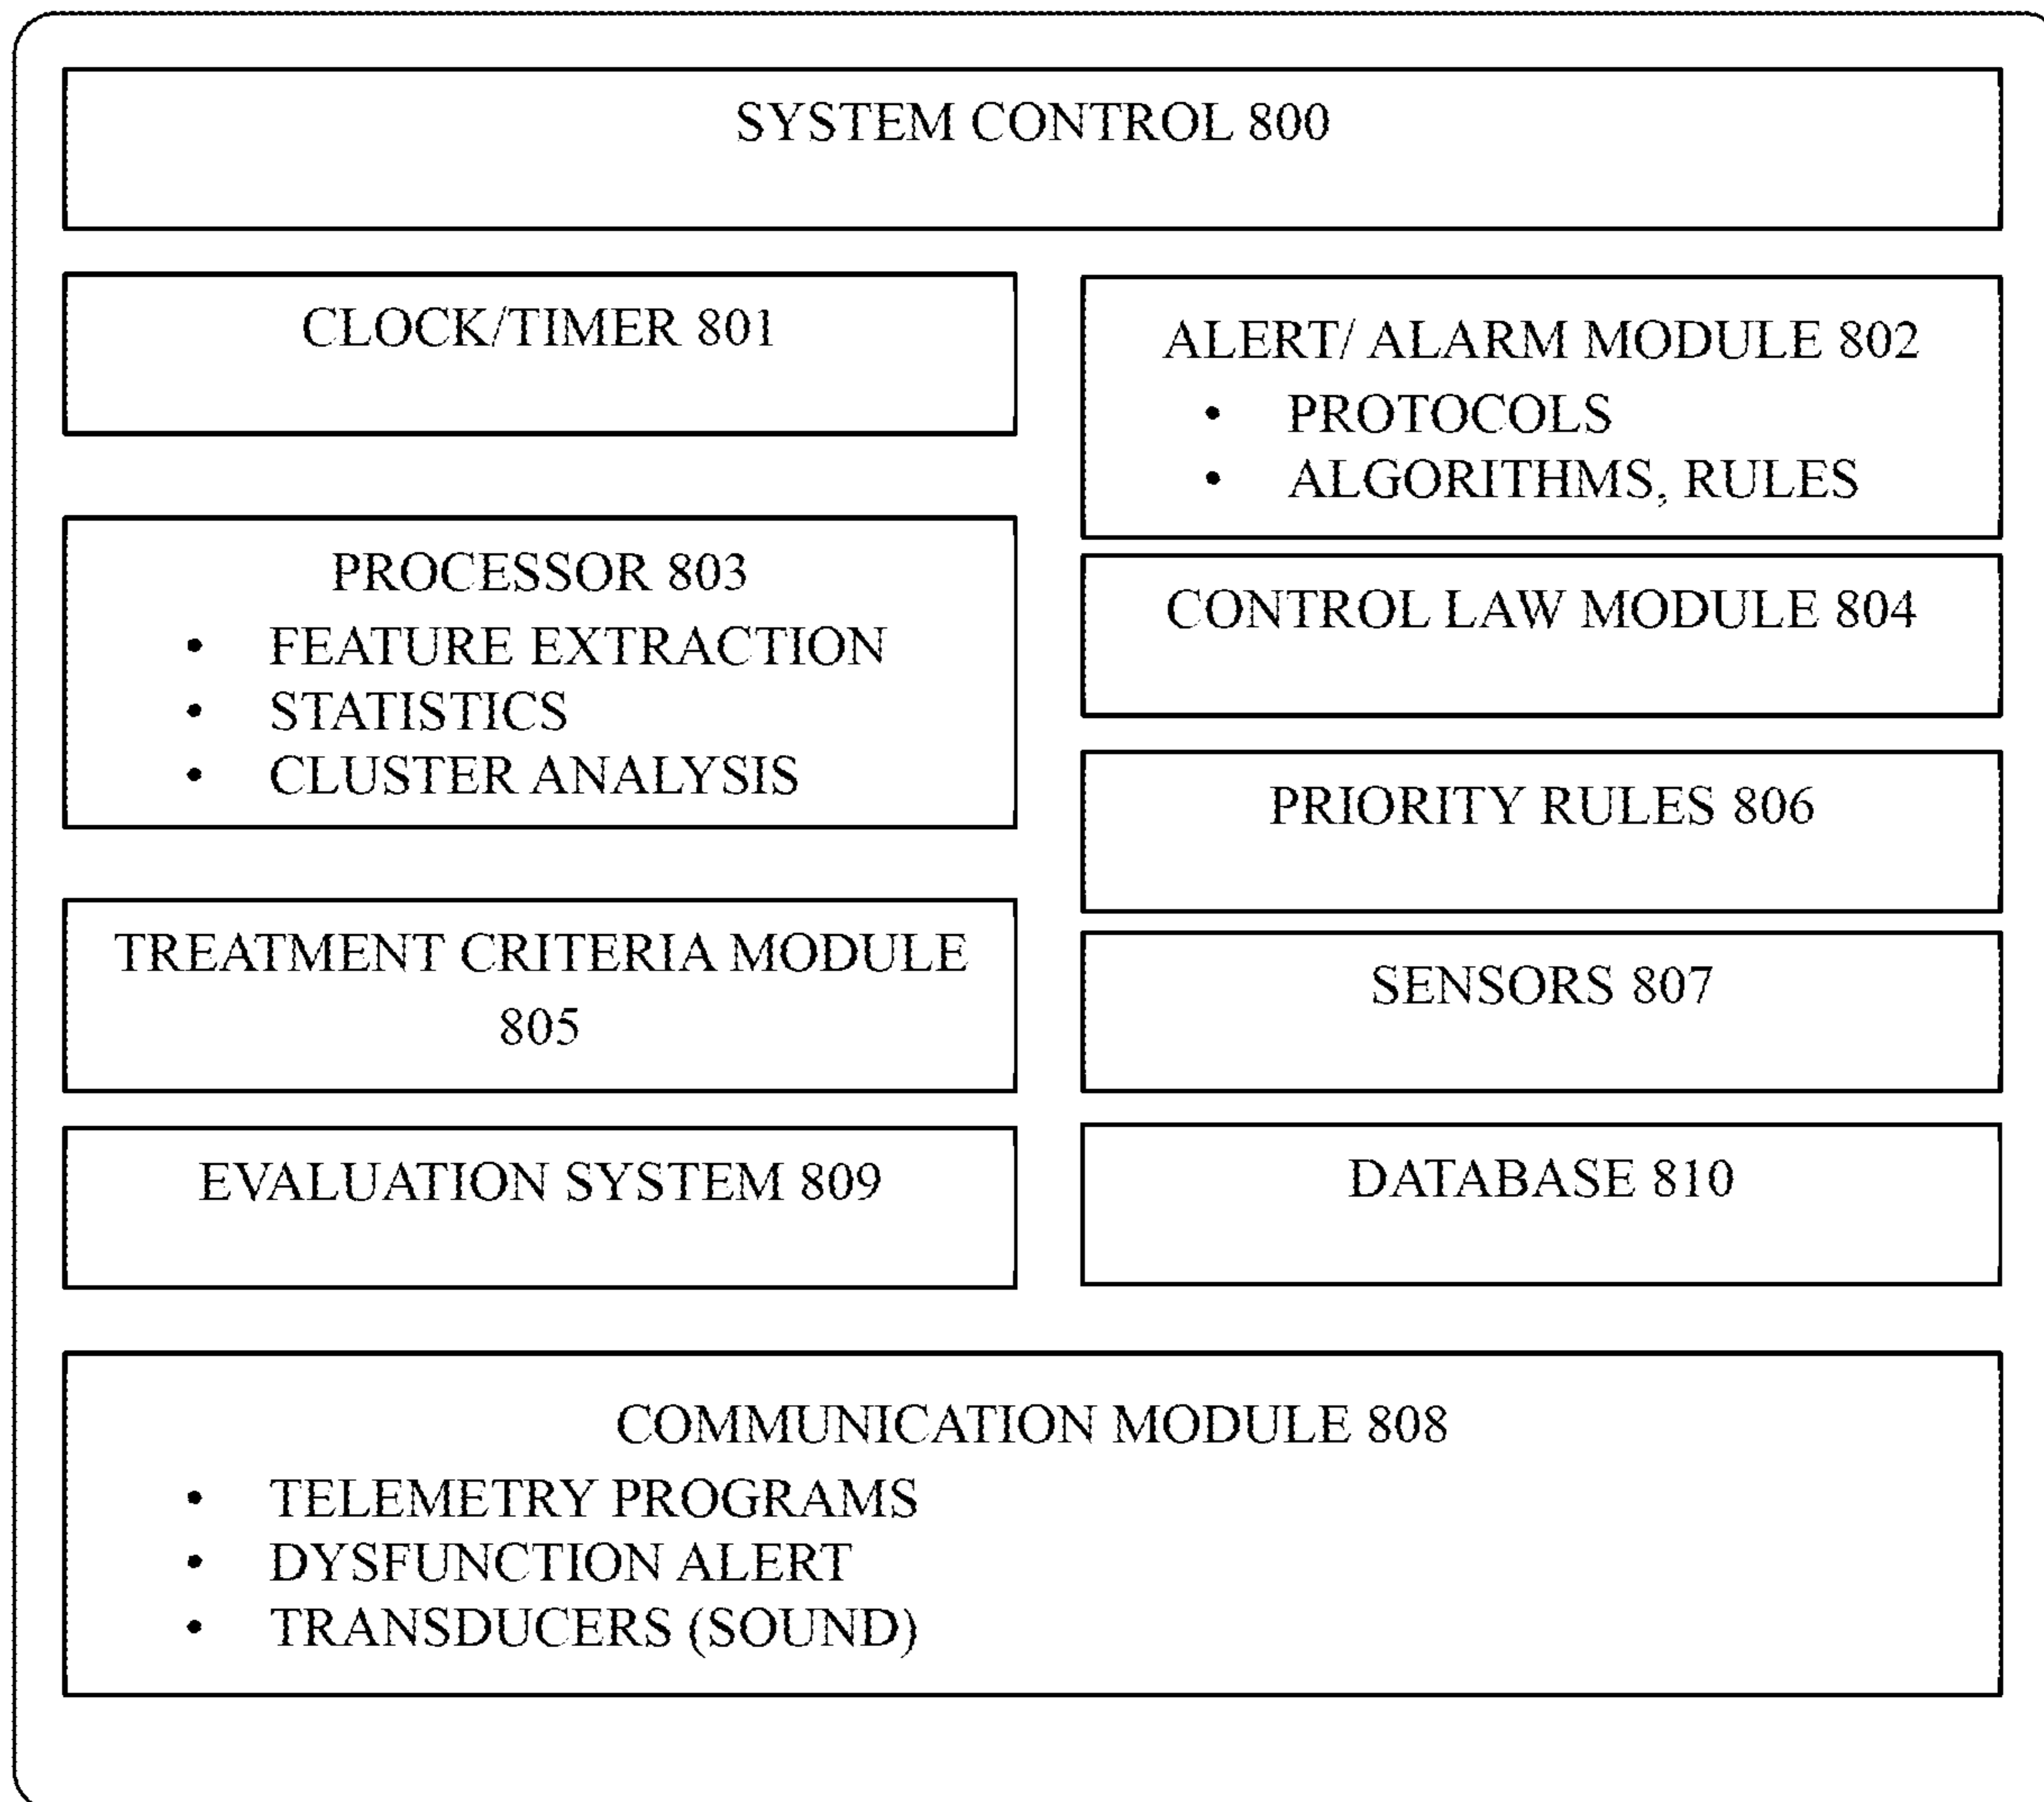 SYSTEM CONTROL 800
CLOCK/TIMER 801
ALERT/ ALARM MODULE 802
• PROTOCOLS
• ALGORITHMS, RULES
PROCESSOR 803
• FEATURE EXTRACTION
• STATISTICS
• CLUSTER ANALYSIS
CONTROL LAW MODULE 804
TREATMENT CRITERIA MODULE
805
PRIORITY RULES 806
SENSORS 807
EVALUATION SYSTEM 809
DATABASE 810
COMMUNICATION MODULE 808
• TELEMETRY PROGRAMS
• DYSFUNCTION ALERT
• TRANSDUCERS (SOUND)